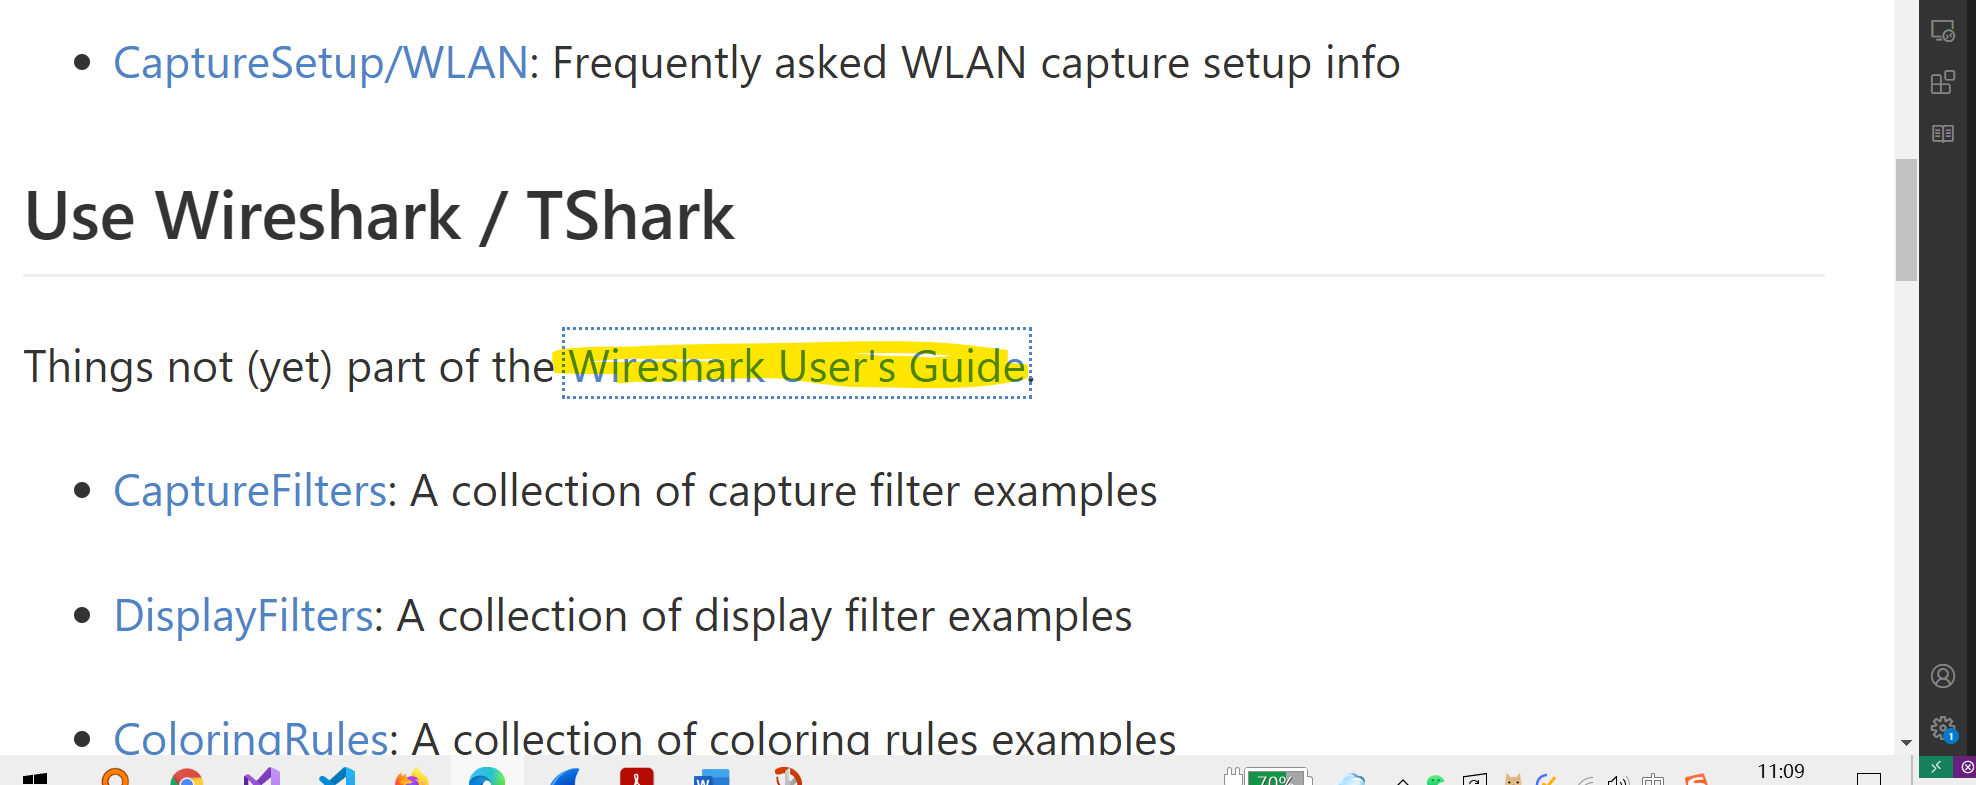 • CaptureSetup/WLAN: Frequently asked WLAN capture setup info
Use Wireshark / TShark
Things not (yet) part of the Wireshark User's Guide.
• CaptureFilters: A collection of capture filter examples
• DisplayFilters: A collection of display filter examples
• ColoringRules: A collection of coloring rules examples
70%
11:09
1